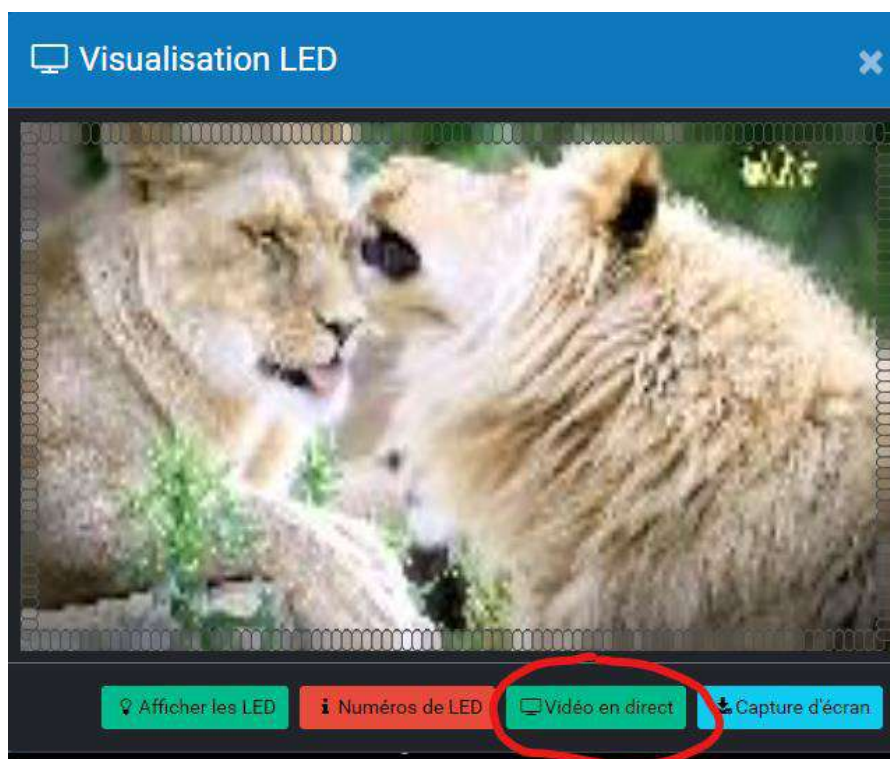 Visualisation LED
Afficher les LED
Numéros de LED
Vidéo en direct
Capture d'écran